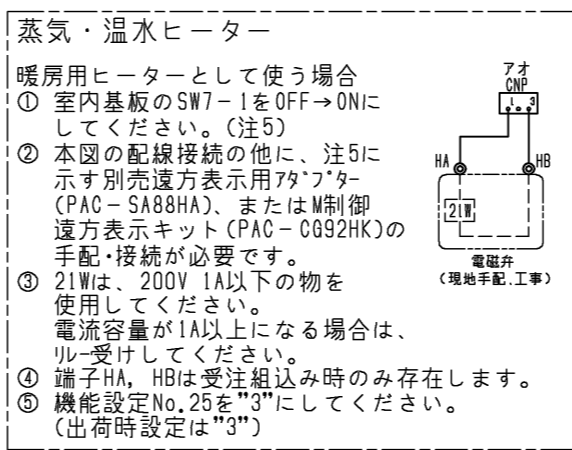 蒸気・温水ヒーター
暖房用ヒーターとして使う場合
① 室内基板のSW7－1をOFF→ONに
してください。(注5)
② 本図の配線接続の他に、注5に
示す別売遠方表示用ｱﾀﾞﾌﾟﾀｰ
(PAC－SA88HA)、またはM制御
遠方表示キット(PAC－CG92HK)の
手配・接続が必要です。
③ 21Wは、200V 1A以下の物を
使用してください。
電流容量が1A以上になる場合は、
ﾘﾚｰ受けしてください。
④ 端子HA, HBは受注組込み時のみ存在します。
⑤ 機能設定No.25を”3”にしてください。
(出荷時設定は”3”)
アオ
CNP
1 3
HA HB
21W
電磁弁
(現地手配.工事)